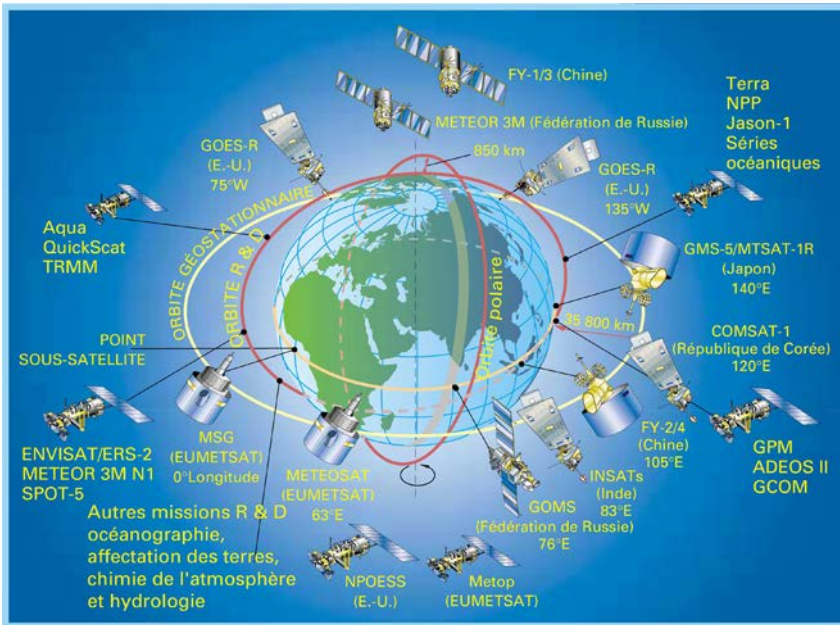 FY-1/3 (Chine)
METEOR 3M (Fédération de Russie)
850 km
GOES-R
(E.-U.)
75°W
GOES-R
(E.-U.)
135°W
Terra
NPP
Jason-1
Séries
océaniques
Aqua
QuickScat
TRMM
ORBITE GÉOSTATIONNAIRE
ORBITE R & D
Orbite polaire
GMS-5/MTSAT-1R
(Japon)
140°E
35 800 km
POINT
SOUS-SATELLITE
COMSAT-1
(République de Corée)
120°E
ENVISAT/ERS-2
METEOR 3M N1
SPOT-5
MSG
(EUMETSAT)
0°Longitude
METEOSAT
(EUMETSAT)
63°E
GOMS
(Fédération de Russie)
76°E
INSATs
(Inde)
83°E
FY-2/4
(Chine)
105°E
GPM
ADEOS II
GCOM
Autres missions R & D
océanographie,
affectation des terres,
chimie de l'atmosphère
et hydrologie
NPOESS
(E.-U.)
Metop
(EUMETSAT)